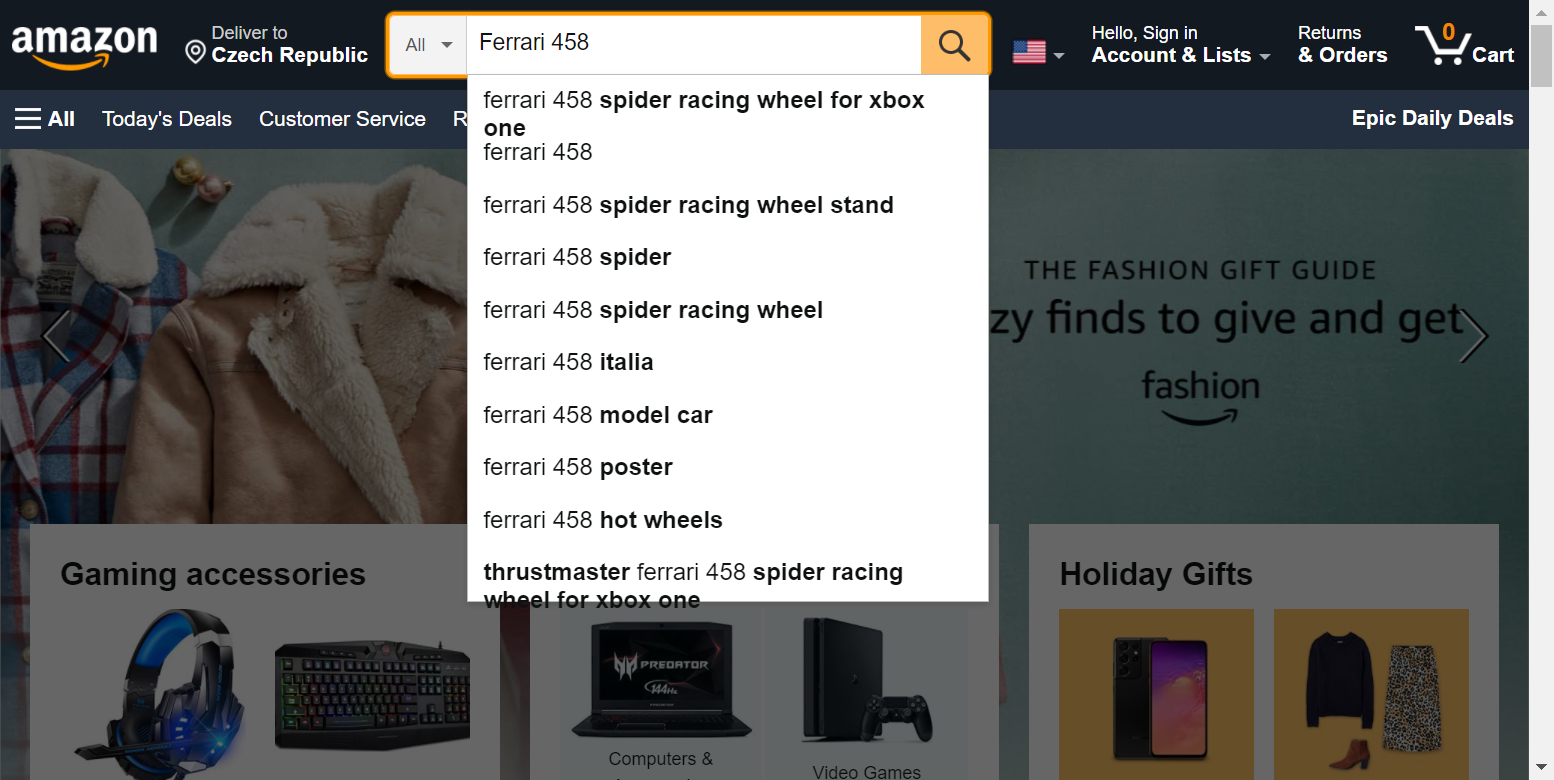 amazon
Deliver to
Czech Republic
All
Ferrari 458
Hello, Sign in
Account & Lists
Returns
& Orders
0
Cart
All
Today's Deals
Customer Service
R
Epic Daily Deals
ferrari 458 spider racing wheel for xbox
one
ferrari 458
ferrari 458 spider racing wheel stand
ferrari 458 spider
ferrari 458 spider racing wheel
ferrari 458 italia
ferrari 458 model car
ferrari 458 poster
ferrari 458 hot wheels
thrustmaster ferrari 458 spider racing
wheel for xbox one
THE FASHION GIFT GUIDE
zy finds to give and get
fashion
Gaming accessories
Holiday Gifts
PREDATOR
144Hz
PREDATOR
Computers &
Video Games